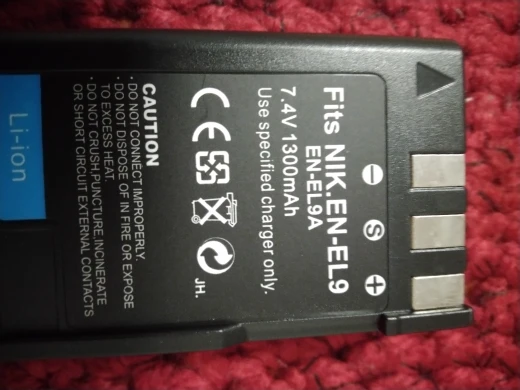 Fits NIK.EN-EL9
EN-EL9A
7.4V 1300mAh
Use specified charger only.
S
CE
JH.
CAUTION
· DO NOT CONNECT IMPROPERLY.
· DO NOT DISPOSE OF IN FIRE OR EXPOSE
TO EXCESS HEAT.
· DO NOT CRUSH.PUNCTURE.INCINERATE
OR SHORT CIRCUIT EXTERNAL CONTACTS
Li-ion